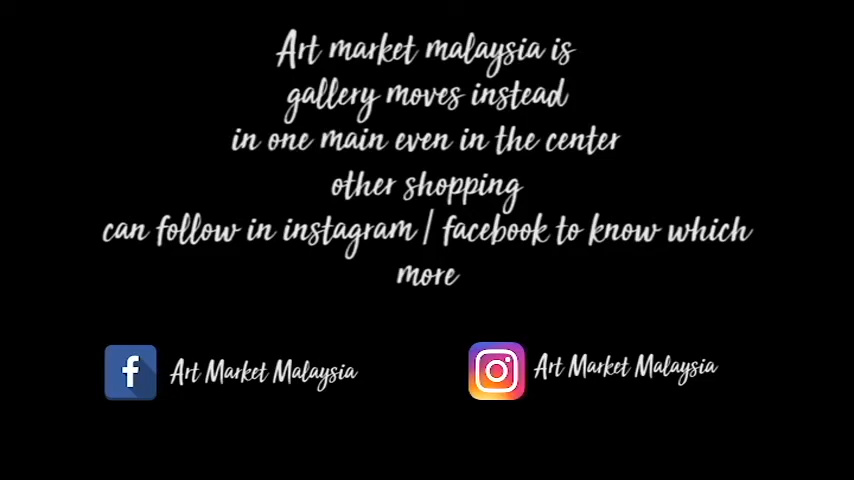 Art market malaysia is
gallery moves instead
in one main even in the center
other shopping
can follow in instagram / facebook to know which
more
Art Market Malaysia
Art Market Malaysia